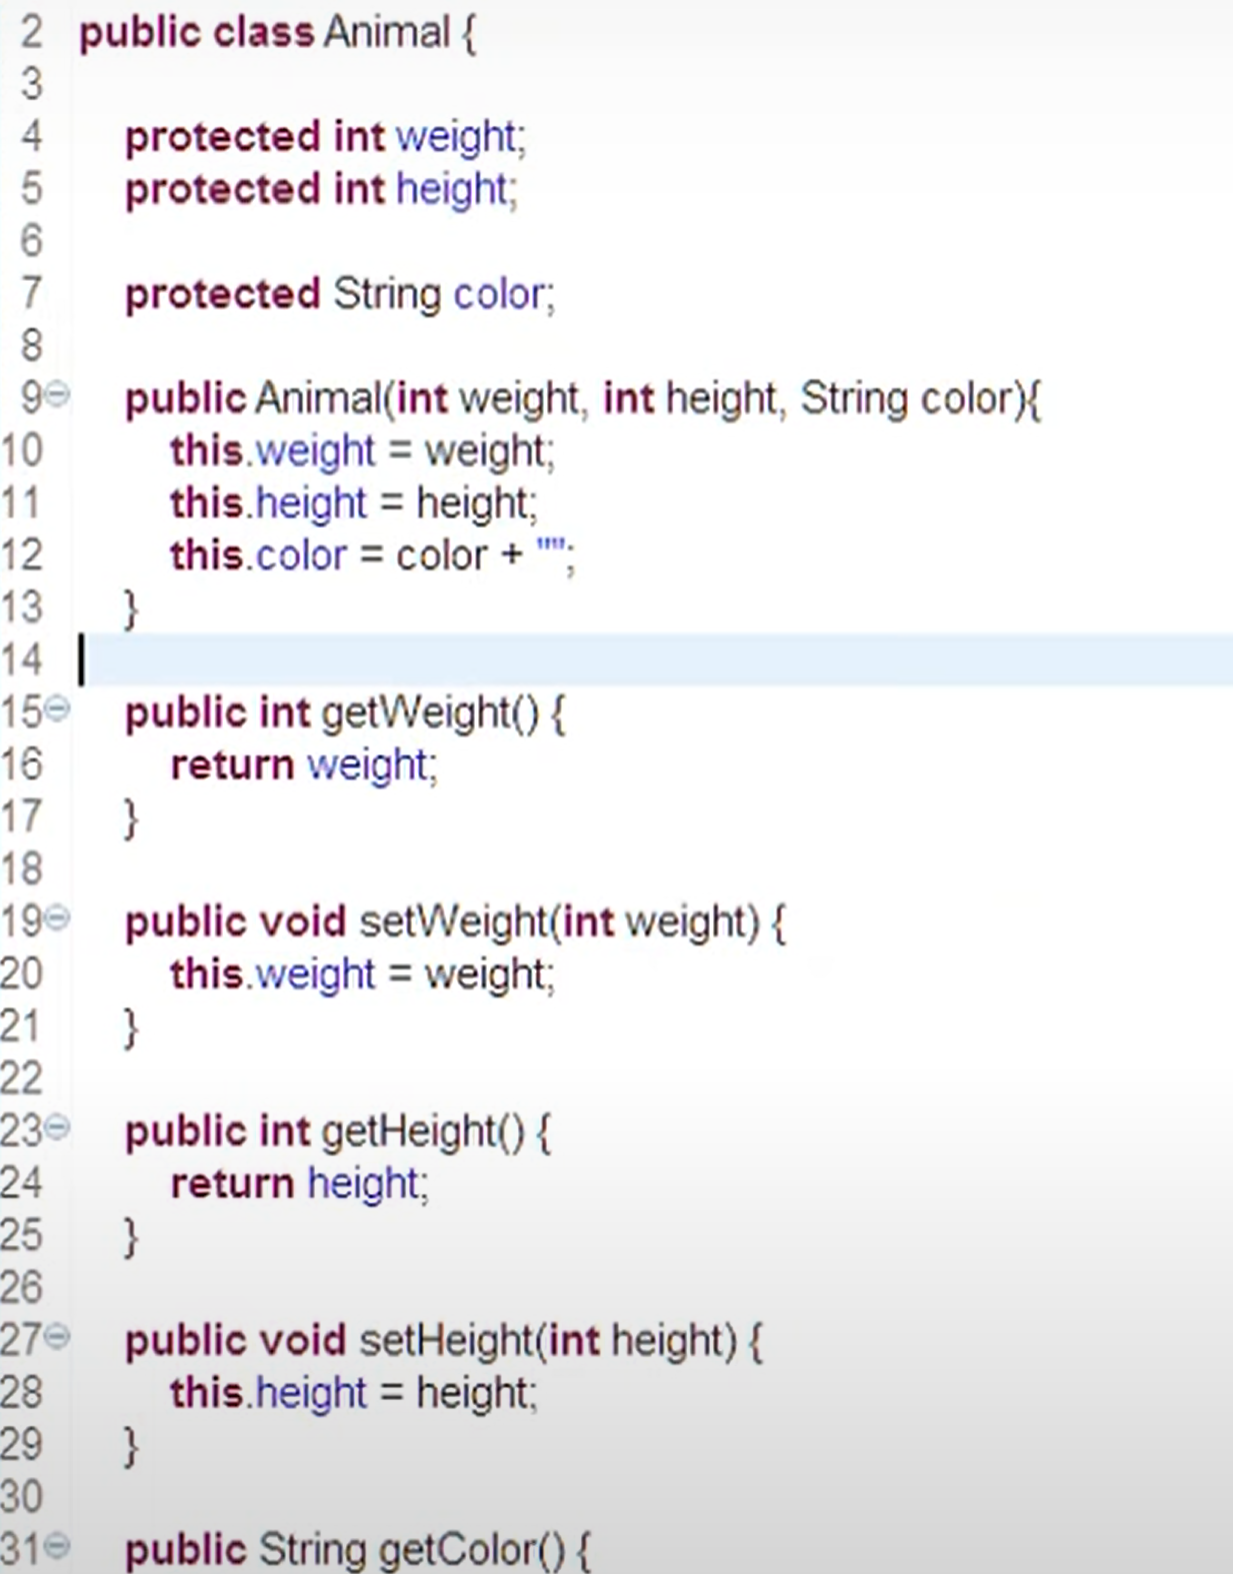 2 public class Animal {
3
4 protected int weight;
5 protected int height;
6
7 protected String color;
8
9 public Animal(int weight, int height, String color){
10 this.weight = weight;
11 this.height = height;
12 this.color = color + "";
13 }
14
15 public int getWeight() {
16 return weight;
17 }
18
19 public void setWeight(int weight) {
20 this.weight = weight;
21 }
22
23 public int getHeight() {
24 return height;
25 }
26
27 public void setHeight(int height) {
28 this.height = height;
29 }
30
31 public String getColor() {